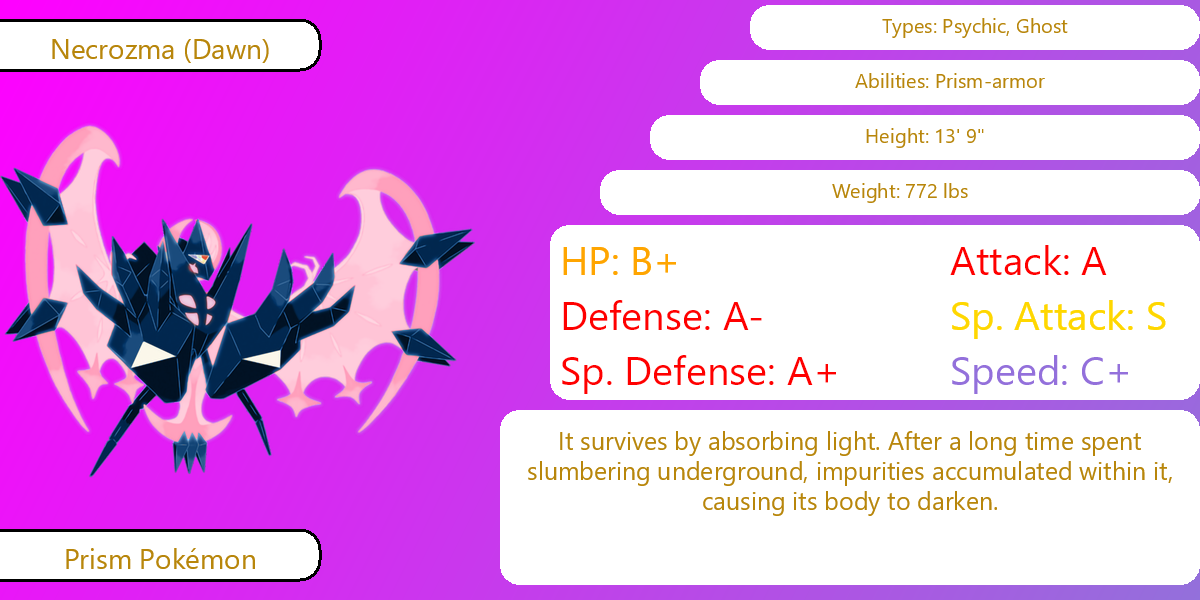 Necrozma (Dawn)
Types: Psychic, Ghost
Abilities: Prism-armor
Height: 13' 9"
Weight: 772 lbs
HP: B+
Attack: A
Defense: A-
Sp. Attack: S
Sp. Defense: A+
Speed: C+
It survives by absorbing light. After a long time spent
slumbering underground, impurities accumulated within it,
causing its body to darken.
Prism Pokémon